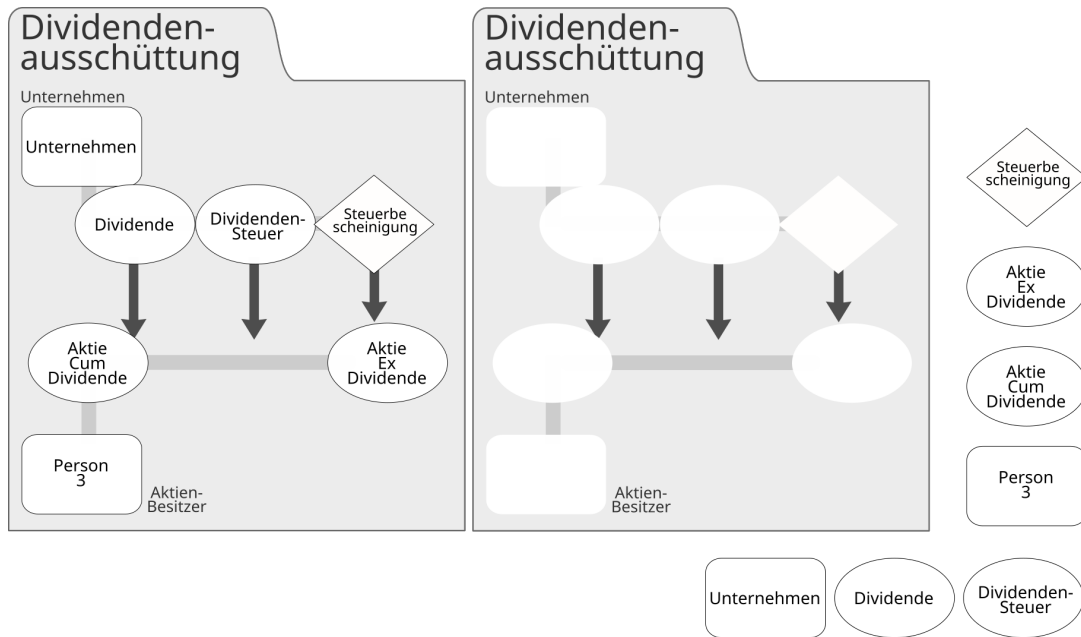 Dividenden-
ausschüttung
Unternehmen
Unternehmen
Dividende
Dividenden-
Steuer
Steuerbe
scheinigung
Aktie
Cum
Dividende
Aktie
Ex
Dividende
Person
3
Aktien-
Besitzer
Dividenden-
ausschüttung
Unternehmen
Aktien-
Besitzer
Steuerbe
scheinigung
Aktie
Ex
Dividende
Aktie
Cum
Dividende
Person
3
Unternehmen
Dividende
Dividenden-
Steuer